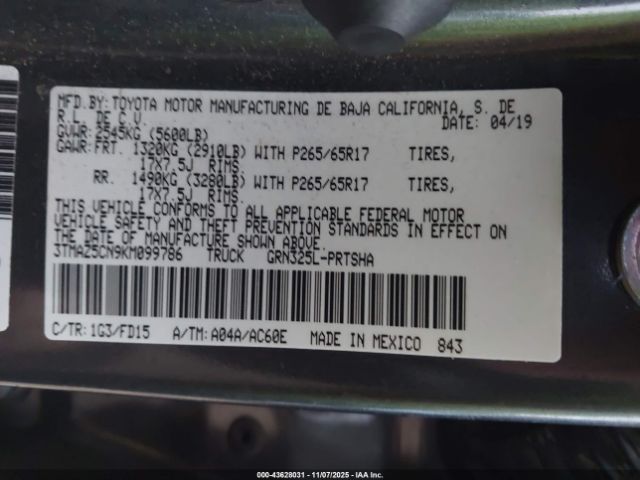 MFD.BY: TOYOTA MOTOR MANUFACTURING DE BAJA CALIFORNIA, S. DE
R.L. DE C.V. DATE: 04/19
GVWR: 2545KG (5600LB)
GAWR: FRT. 1320KG (2910LB) WITH P265/65R17 TIRES,
17X7.5J RIMS.
RR. 1490KG (3280LB) WITH P265/65R17 TIRES,
17X7.5J RIMS.
THIS VEHICLE CONFORMS TO ALL APPLICABLE FEDERAL MOTOR
VEHICLE SAFETY AND THEFT PREVENTION STANDARDS IN EFFECT ON
THE DATE OF MANUFACTURE SHOWN ABOVE.
3TMAZ5CN9KM099786 TRUCK GRN325L-PRTSHA
C/TR: 1G3/FD15 A/TM: A04A/AC60E MADE IN MEXICO 843
000-43628031 - 11/07/2025 - IAAI.COM